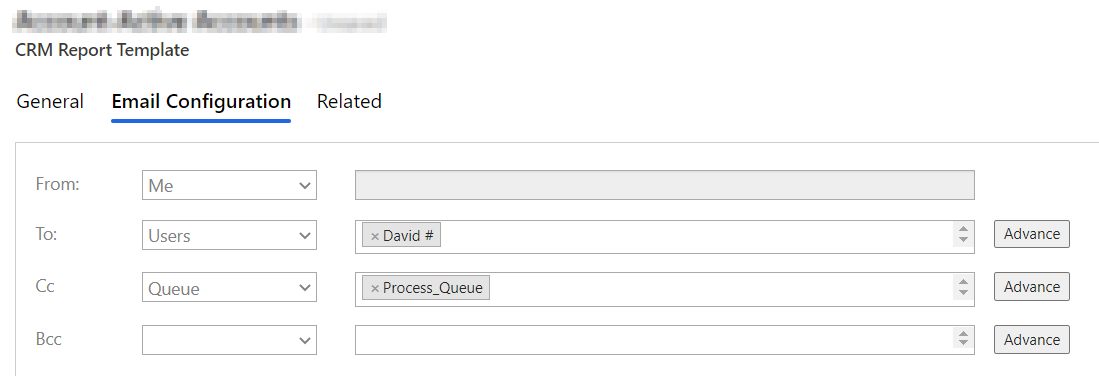 CRM Report Template
General Email Configuration Related
From: Me
To: Users × David # Advance
Cc Queue × Process_Queue Advance
Bcc Advance